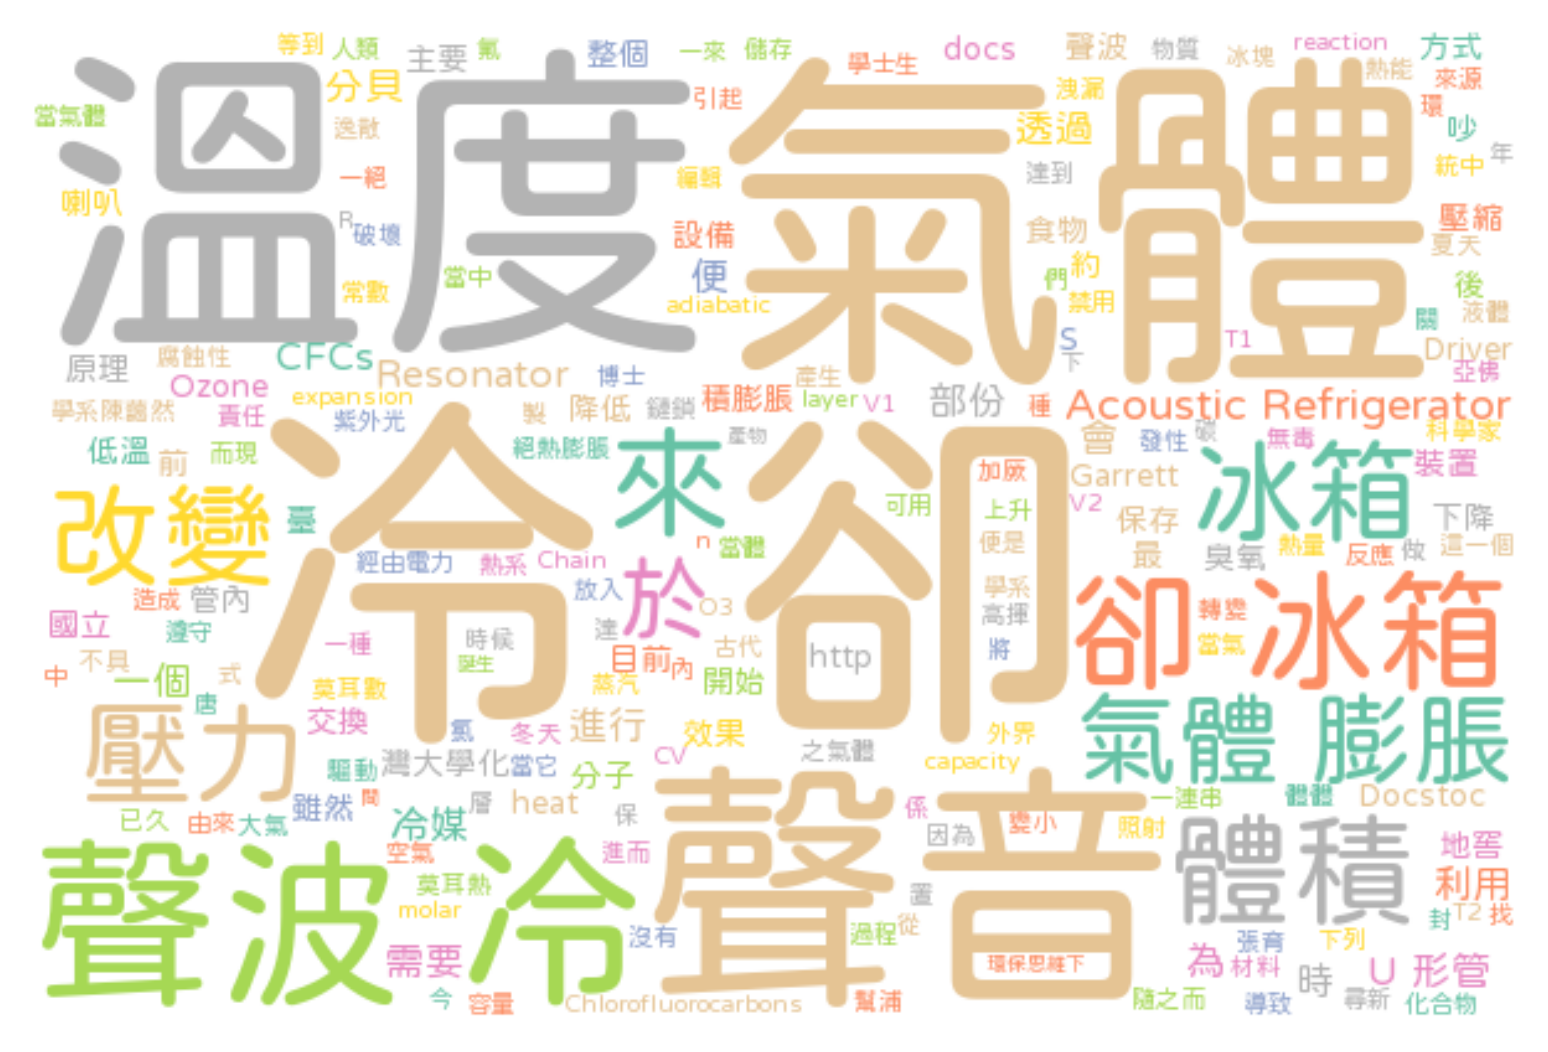 等到 人類 主要 氟 整個 一來 儲存 學士生 docs 聲波 物質 冰塊 reaction 方式
溫度 氣體
當氣體 分貝 引起 洩漏 熱能 來源
逸散 透過 環 吵
一絕 編輯 達到 統中 年
喇叭 R 破壞 設備 食物 壓縮
常數 當中 便 約 們 夏天
adiabatic 禁用 後 液體
S 下 T1 關
原理 腐蝕性 CFCs Resonator 博士 產生 Driver
Ozone 亞佛
expansion 製 降低 鏈鎖 積膨脹 layer V1 部份 種 Acoustic Refrigerator
學系陳藹然 責任 紫外光
低溫 前 而現 絕熱膨脹 產物 會 發性 碳 無毒 科學家
冷卻 來 冰箱
加厥 Garrett 裝置
改變 臺 可用 上升 V2 保存 下降
經由電力 熱系 Chain n 當體 便是 最 臭氧 熱量 反應 做 這一個
造成 管內 放入 於 O3 學系 卻冰箱
國立 遵守 一種 時候 達 高揮 轉變
中 不具 一個 式 誕生 目前 內 古代 http 將 當氣
唐 莫耳數 蒸汽 開始
壓力 交換 氯 冬天 進行 效果 外界 氣體 膨脹
驅動 灣大學化 當它 分子 CV 之氣體 capacity
已久 由來 大氣 雖然 間 層 heat 保 係 一連串 體體 Docstoc
冷媒 因為 變小 照射
聲波冷 空氣 進而 聲音 體積 地窖
莫耳熱 置 利用
molar 沒有 過程 從 封 T2 找
需要 環保思維下 為 材料 張育 下列 時 U 形管
今 容量 Chlorofluorocarbons 幫浦 隨之而 導致 尋新 化合物